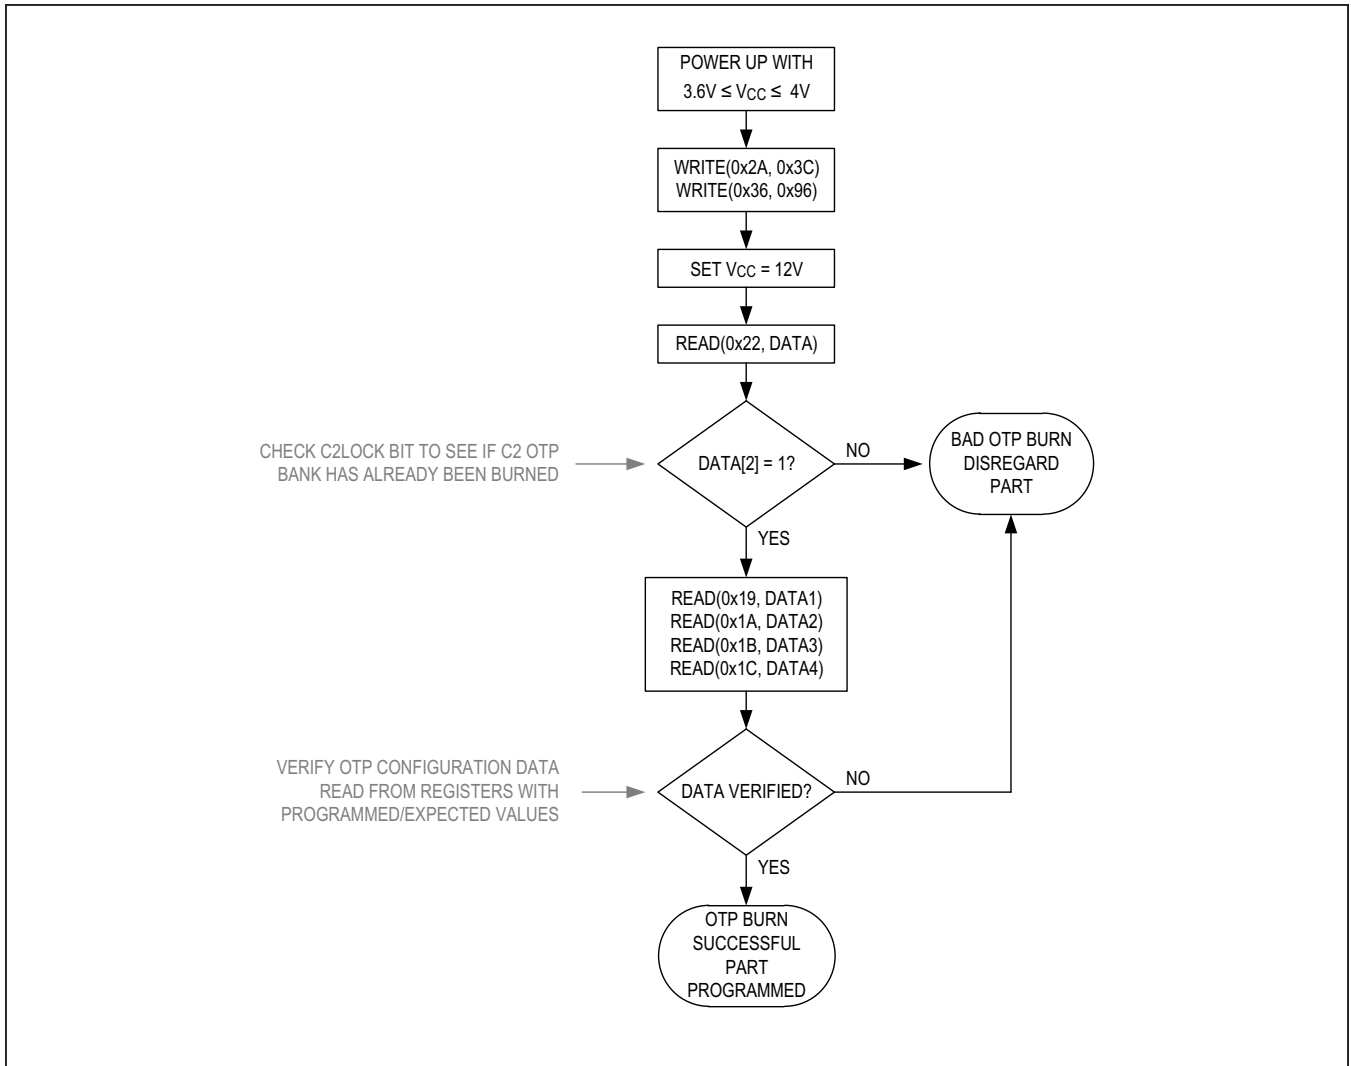 POWER UP WITH
3.6V ≤ VCC ≤ 4V
WRITE(0x2A, 0x3C)
WRITE(0x36, 0x96)
SET VCC = 12V
READ(0x22, DATA)
CHECK C2LOCK BIT TO SEE IF C2 OTP
BANK HAS ALREADY BEEN BURNED
DATA[2] = 1?
NO
BAD OTP BURN
DISREGARD
PART
YES
READ(0x19, DATA1)
READ(0x1A, DATA2)
READ(0x1B, DATA3)
READ(0x1C, DATA4)
VERIFY OTP CONFIGURATION DATA
READ FROM REGISTERS WITH
PROGRAMMED/EXPECTED VALUES
DATA VERIFIED?
NO
YES
OTP BURN
SUCCESSFUL
PART
PROGRAMMED